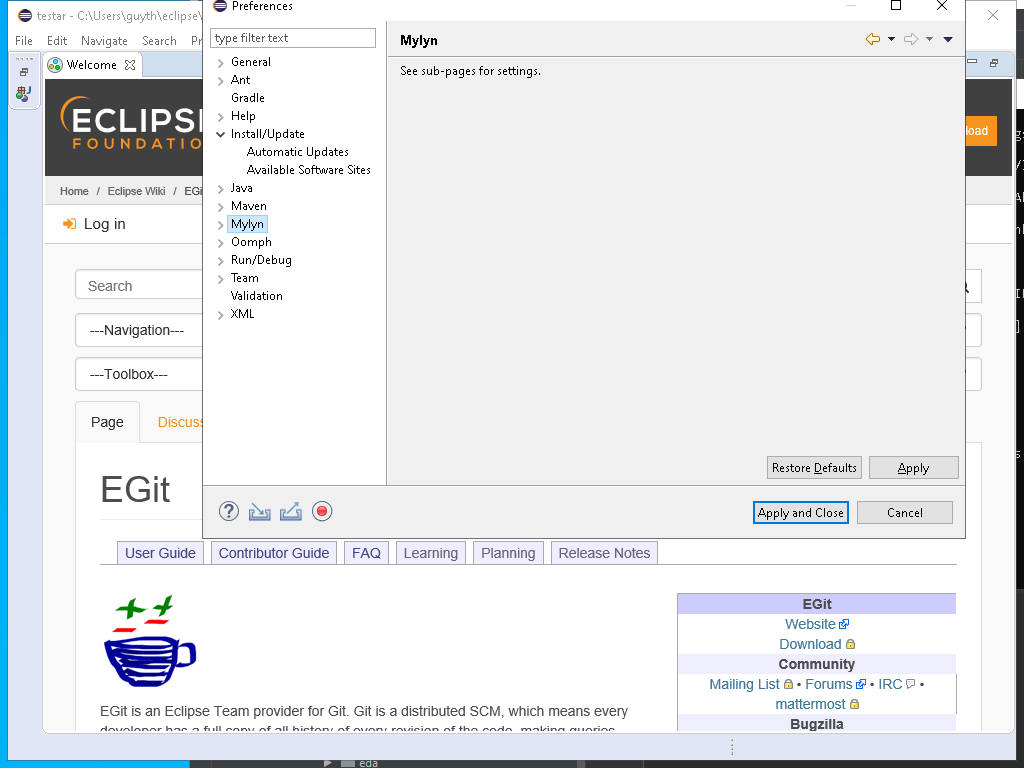 testar - C:\Users\guyth\eclipse\
Preferences
File Edit Navigate Search Pr
Welcome
type filter text
General
Ant
Gradle
Help
Install/Update
Automatic Updates
Available Software Sites
Java
Maven
Mylyn
Oomph
Run/Debug
Team
Validation
XML
Mylyn
See sub-pages for settings.
Restore Defaults
Apply
Apply and Close
Cancel
ECLIPSE
FOUNDATIO
load
Home / Eclipse Wiki / EGi
Log in
Search
---Navigation---
---Toolbox---
Page
Discuss
EGit
User Guide
Contributor Guide
FAQ
Learning
Planning
Release Notes
EGit
Website
Download
Community
Mailing List • Forums • IRC •
mattermost
Bugzilla
EGit is an Eclipse Team provider for Git. Git is a distributed SCM, which means every
developer has a full copy of all history of every revision of the code, making queries
eda